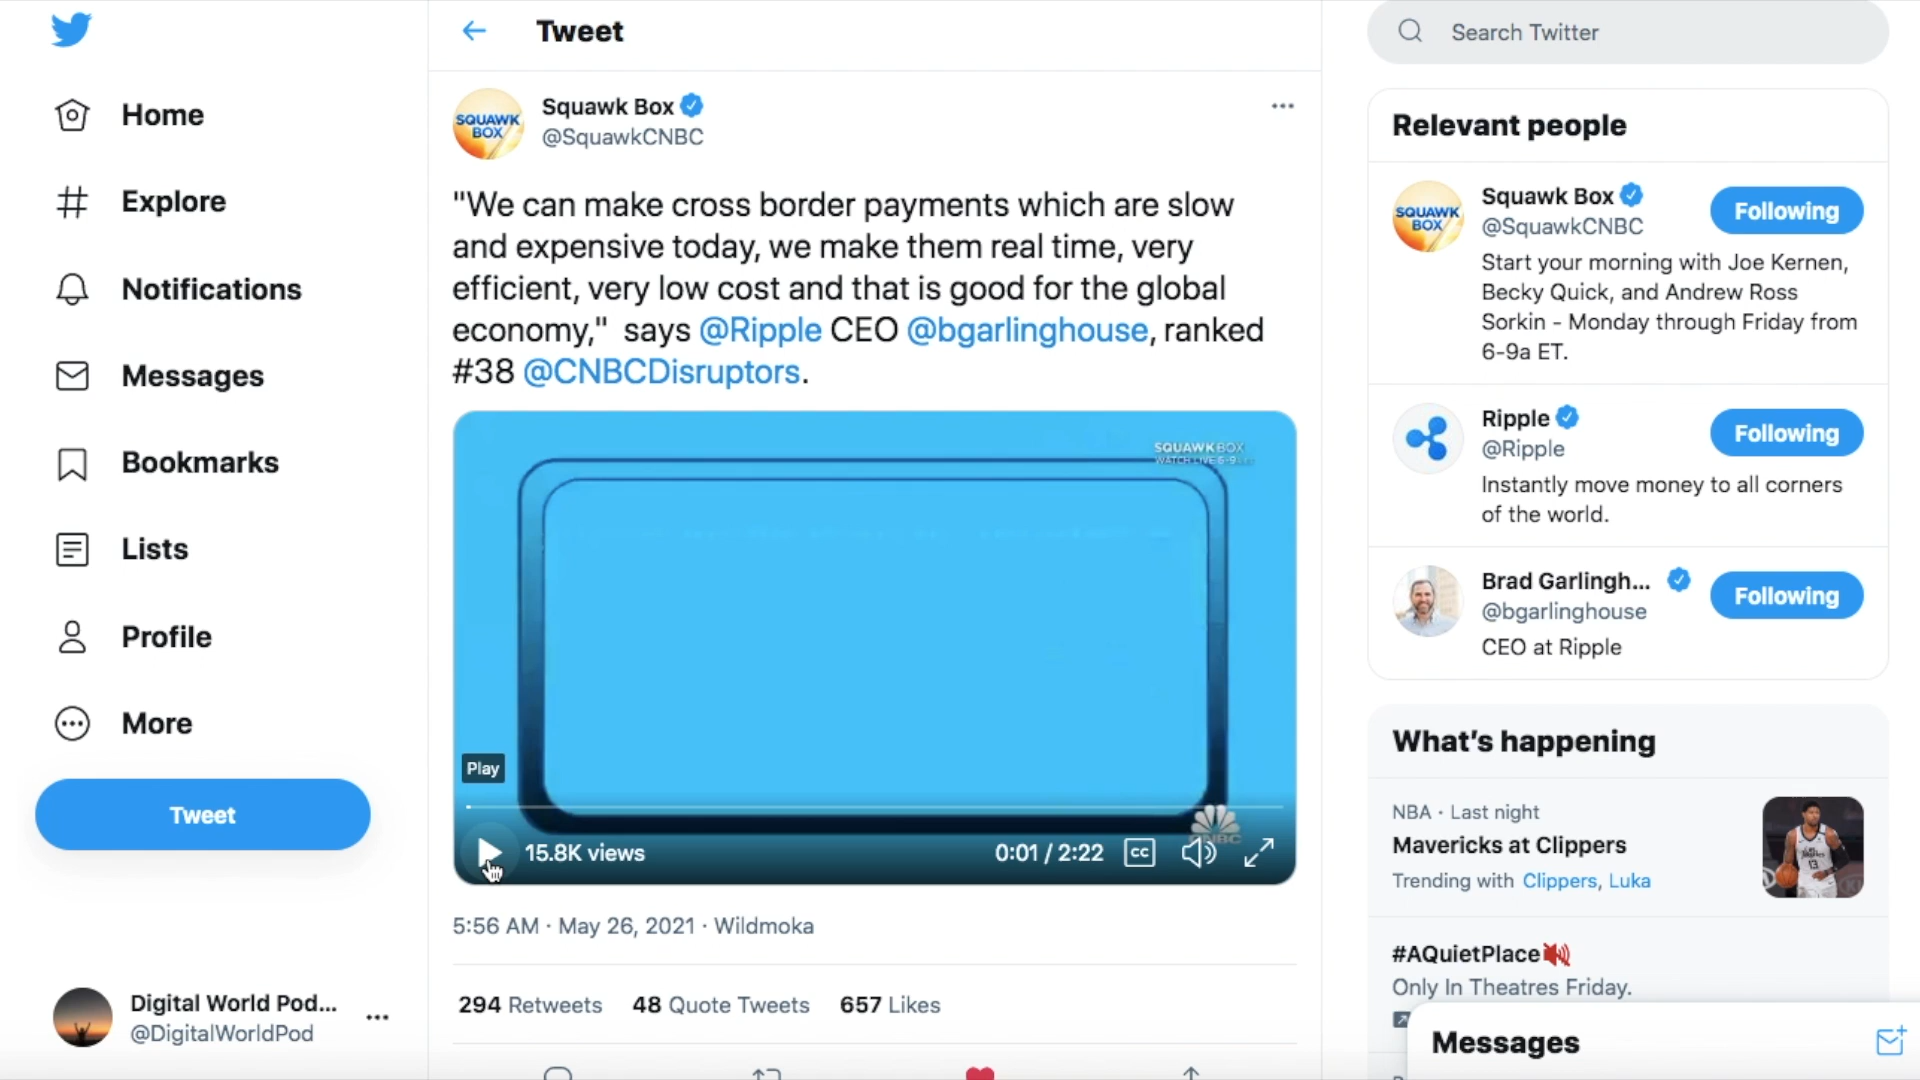 Home
Explore
Notifications
Messages
Bookmarks
Lists
Profile
More
Tweet
Digital World Pod...
@DigitalWorldPod
Tweet
SQUAWK
BOX
Squawk Box
@SquawkCNBC
"We can make cross border payments which are slow
and expensive today, we make them real time, very
efficient, very low cost and that is good for the global
economy," says @Ripple CEO @bgarlinghouse, ranked
#38 @CNBCDisruptors.
SQUAWK BOX
WATCH LIVE 6-9
Play
15.8K views
0:01 / 2:22
CC
5:56 AM · May 26, 2021 · Wildmoka
294 Retweets 48 Quote Tweets 657 Likes
Search Twitter
Relevant people
SQUAWK
BOX
Squawk Box
Following
@SquawkCNBC
Start your morning with Joe Kernen,
Becky Quick, and Andrew Ross
Sorkin - Monday through Friday from
6-9a ET.
Ripple
Following
@Ripple
Instantly move money to all corners
of the world.
Brad Garlingh...
Following
@bgarlinghouse
CEO at Ripple
What's happening
NBA · Last night
Mavericks at Clippers
Trending with Clippers, Luka
13
#AQuietPlace
Only In Theatres Friday.
Messages